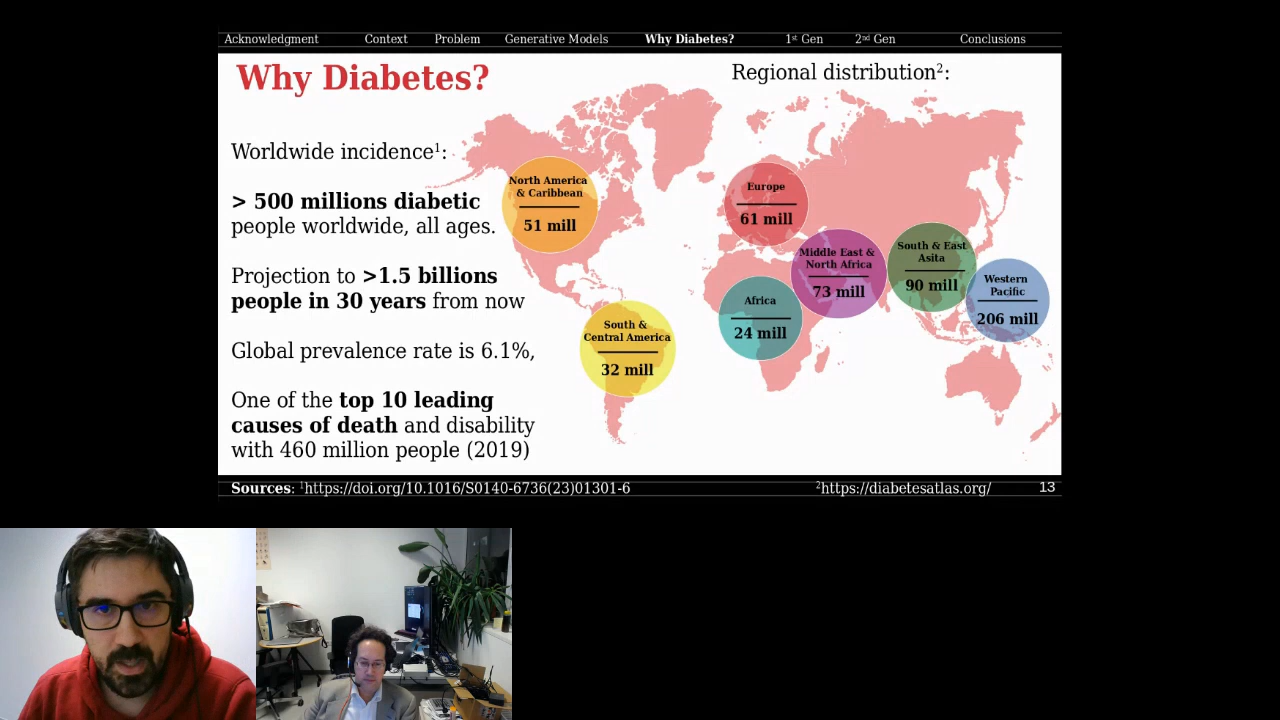 Acknowledgment Context Problem Generative Models Why Diabetes? 1st Gen 2nd Gen Conclusions
Why Diabetes?
Regional distribution²:
Worldwide incidence¹:
> 500 millions diabetic
people worldwide, all ages.
Projection to >1.5 billions
people in 30 years from now
Global prevalence rate is 6.1%,
One of the top 10 leading
causes of death and disability
with 460 million people (2019)
North America
& Caribbean
51 mill
South &
Central America
32 mill
Europe
61 mill
Africa
24 mill
Middle East &
North Africa
73 mill
South & East
Asita
90 mill
Western
Pacific
206 mill
Sources: ¹https://doi.org/10.1016/S0140-6736(23)01301-6
²https://diabetesatlas.org/
13